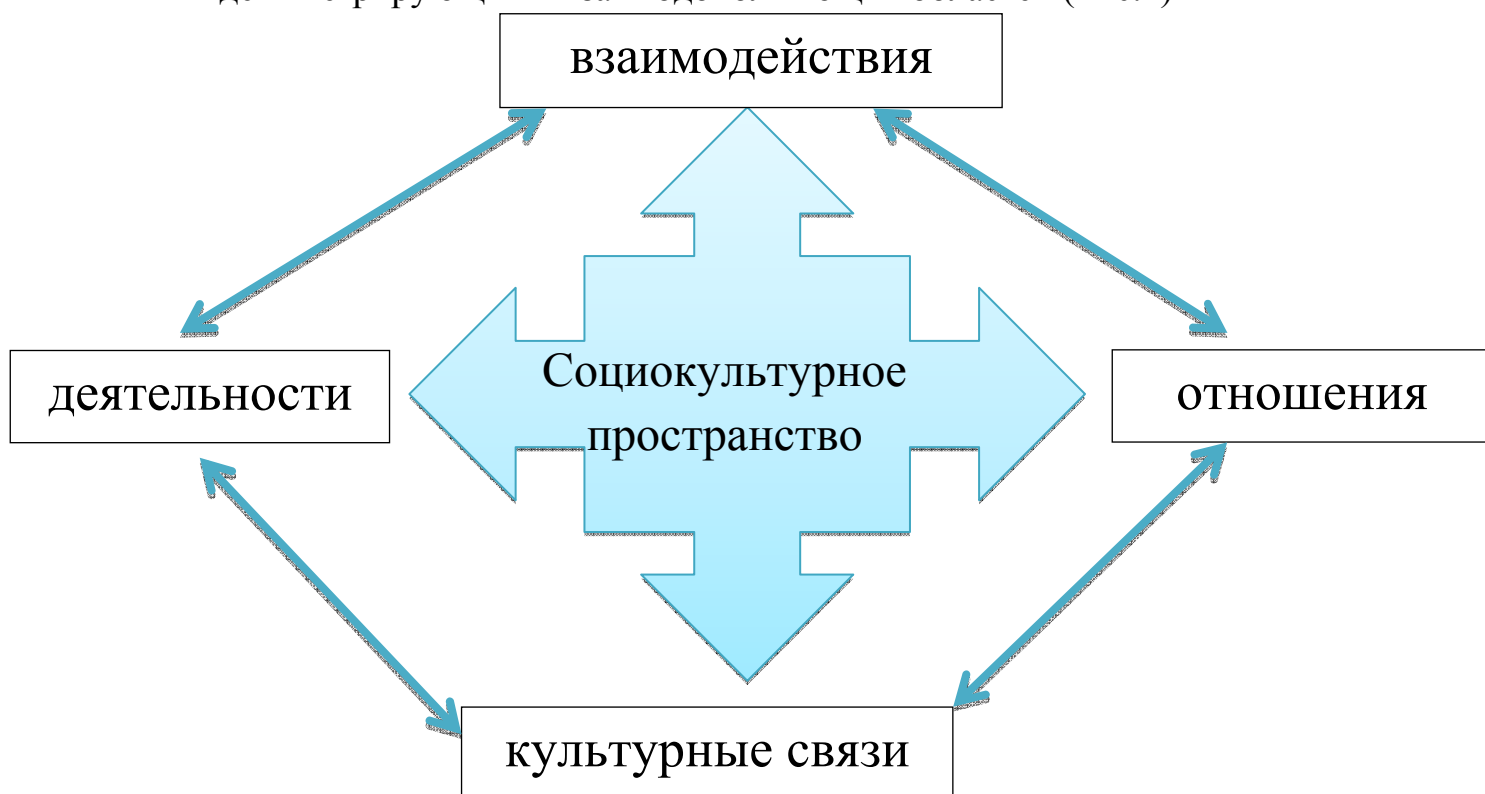 взаимодействия
деятельности
Социокультурное
пространство
отношения
культурные связи